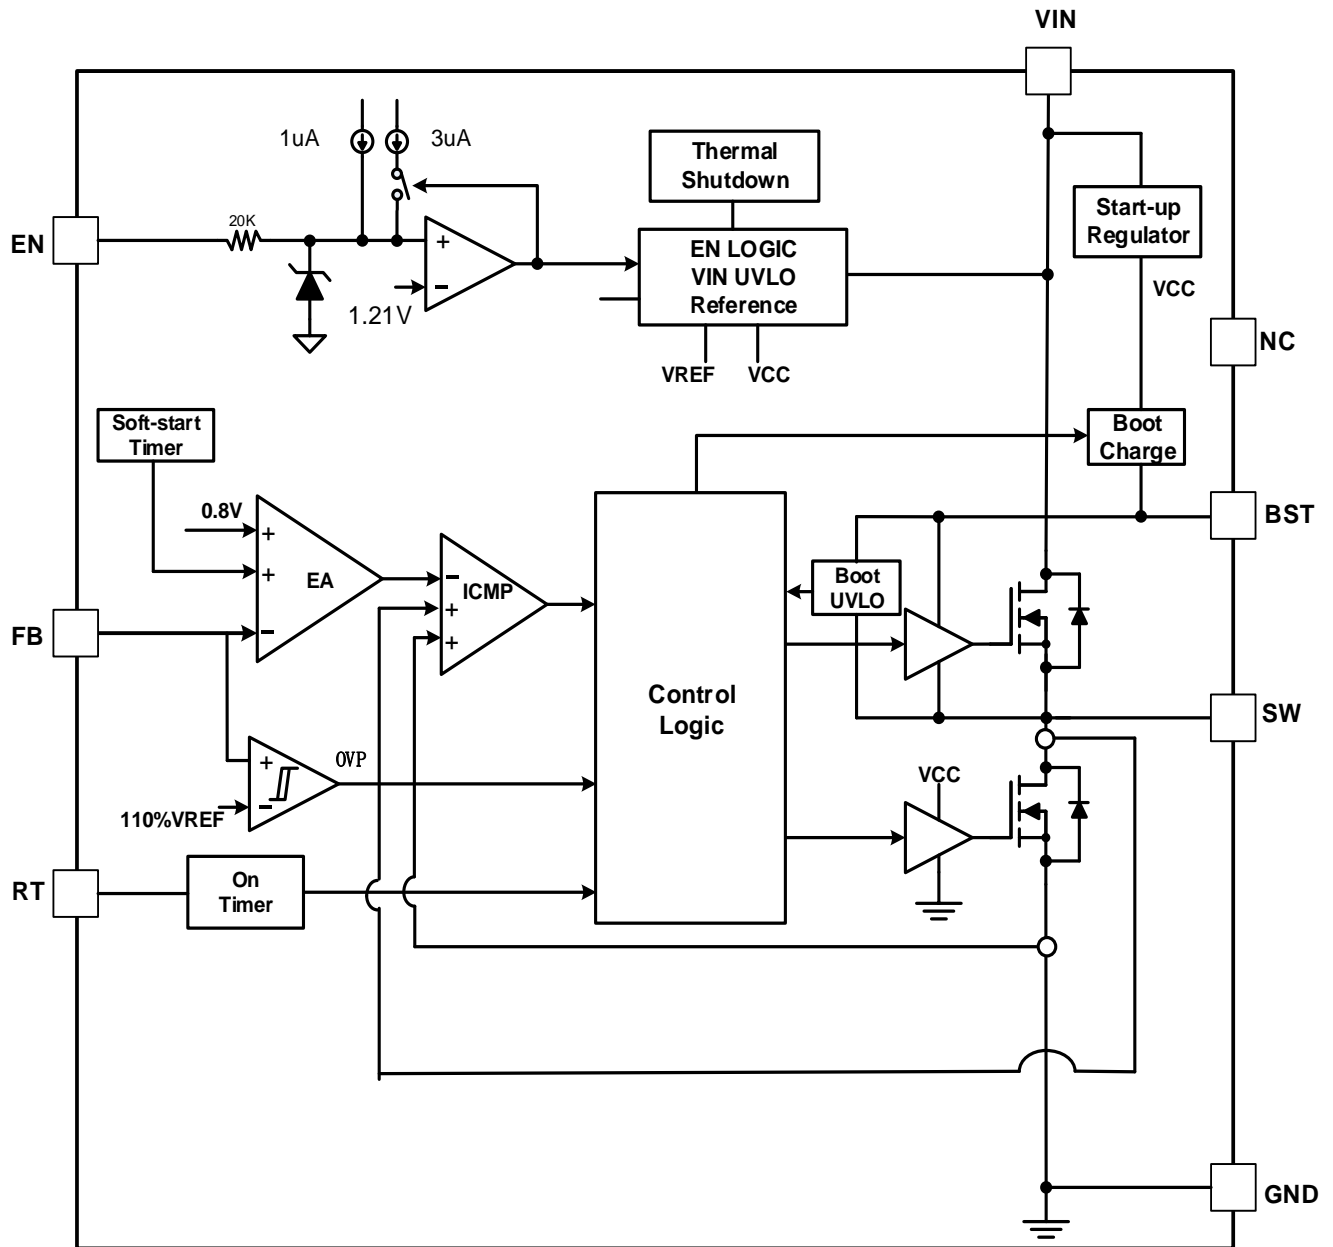 VIN
1uA
3uA
Thermal
Shutdown
20K
EN
+
-
1.21V
EN LOGIC
VIN UVLO
Reference
VREF
VCC
Start-up
Regulator
VCC
NC
Soft-start
Timer
Boot
Charge
0.8V
+
+
-
EA
-
+
+
ICMP
BST
Boot
UVLO
FB
Control
Logic
SW
+
-
OVP
110%VREF
VCC
RT
On
Timer
GND